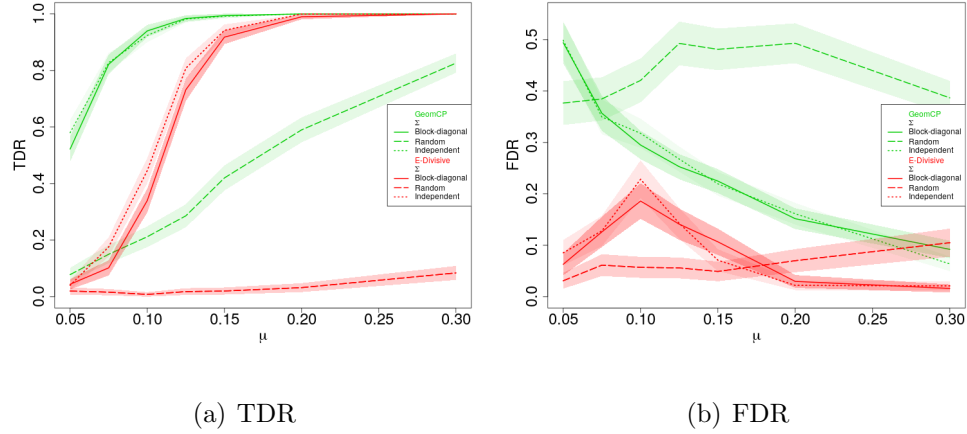 TDR
1.0
0.8
0.6
0.4
0.2
0.0
GeomCP
Σ
Block-diagonal
Random
Independent
E-Divisive
Σ
Block-diagonal
Random
Independent
0.05 0.10 0.15 0.20 0.25 0.30
μ
(a) TDR
FDR
0.5
0.4
0.3
0.2
0.1
0.0
GeomCP
Σ
Block-diagonal
Random
Independent
E-Divisive
Σ
Block-diagonal
Random
Independent
0.05 0.10 0.15 0.20 0.25 0.30
μ
(b) FDR